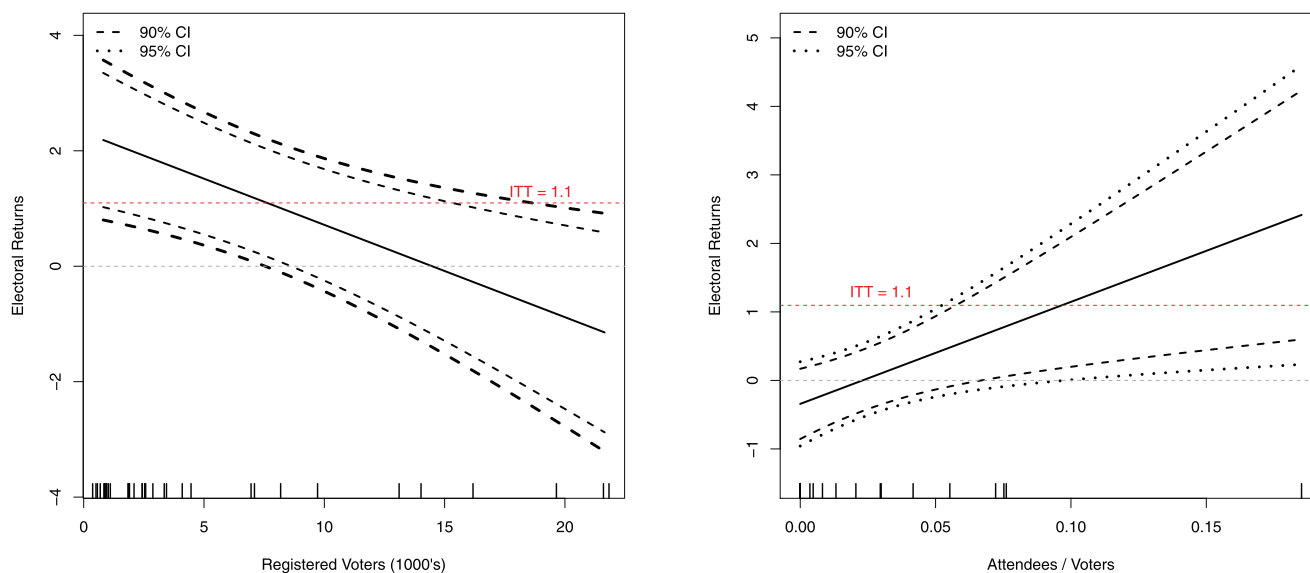 90% CI
95% CI
ITT = 1.1
Electoral Returns
4
2
0
−2
−4
0 5 10 15 20
Registered Voters (1000's)
90% CI
95% CI
ITT = 1.1
Electoral Returns
5
4
3
2
1
0
−1
0.00 0.05 0.10 0.15
Attendees / Voters